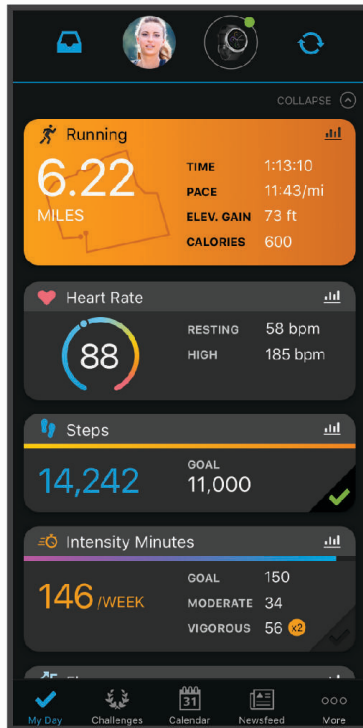 COLLAPSE
Running
6.22
MILES
TIME 1:13:10
PACE 11:43/mi
ELEV. GAIN 73 ft
CALORIES 600
Heart Rate
88
RESTING 58 bpm
HIGH 185 bpm
Steps
14,242
GOAL
11,000
Intensity Minutes
146 /WEEK
GOAL 150
MODERATE 34
VIGOROUS 56 x2
31
My Day Challenges Calendar Newsfeed More